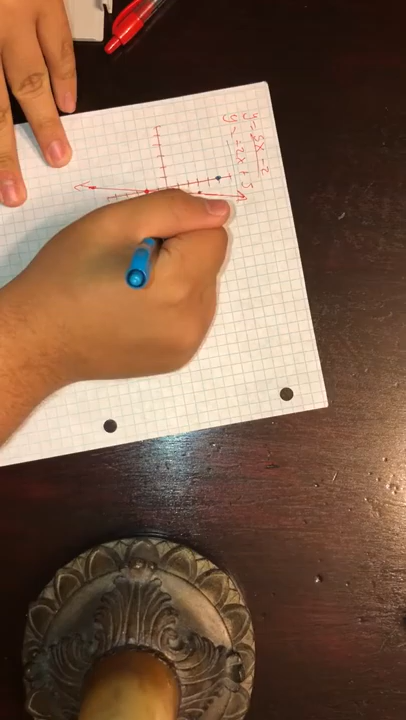 y = 5x - 2
y = -2x + 5